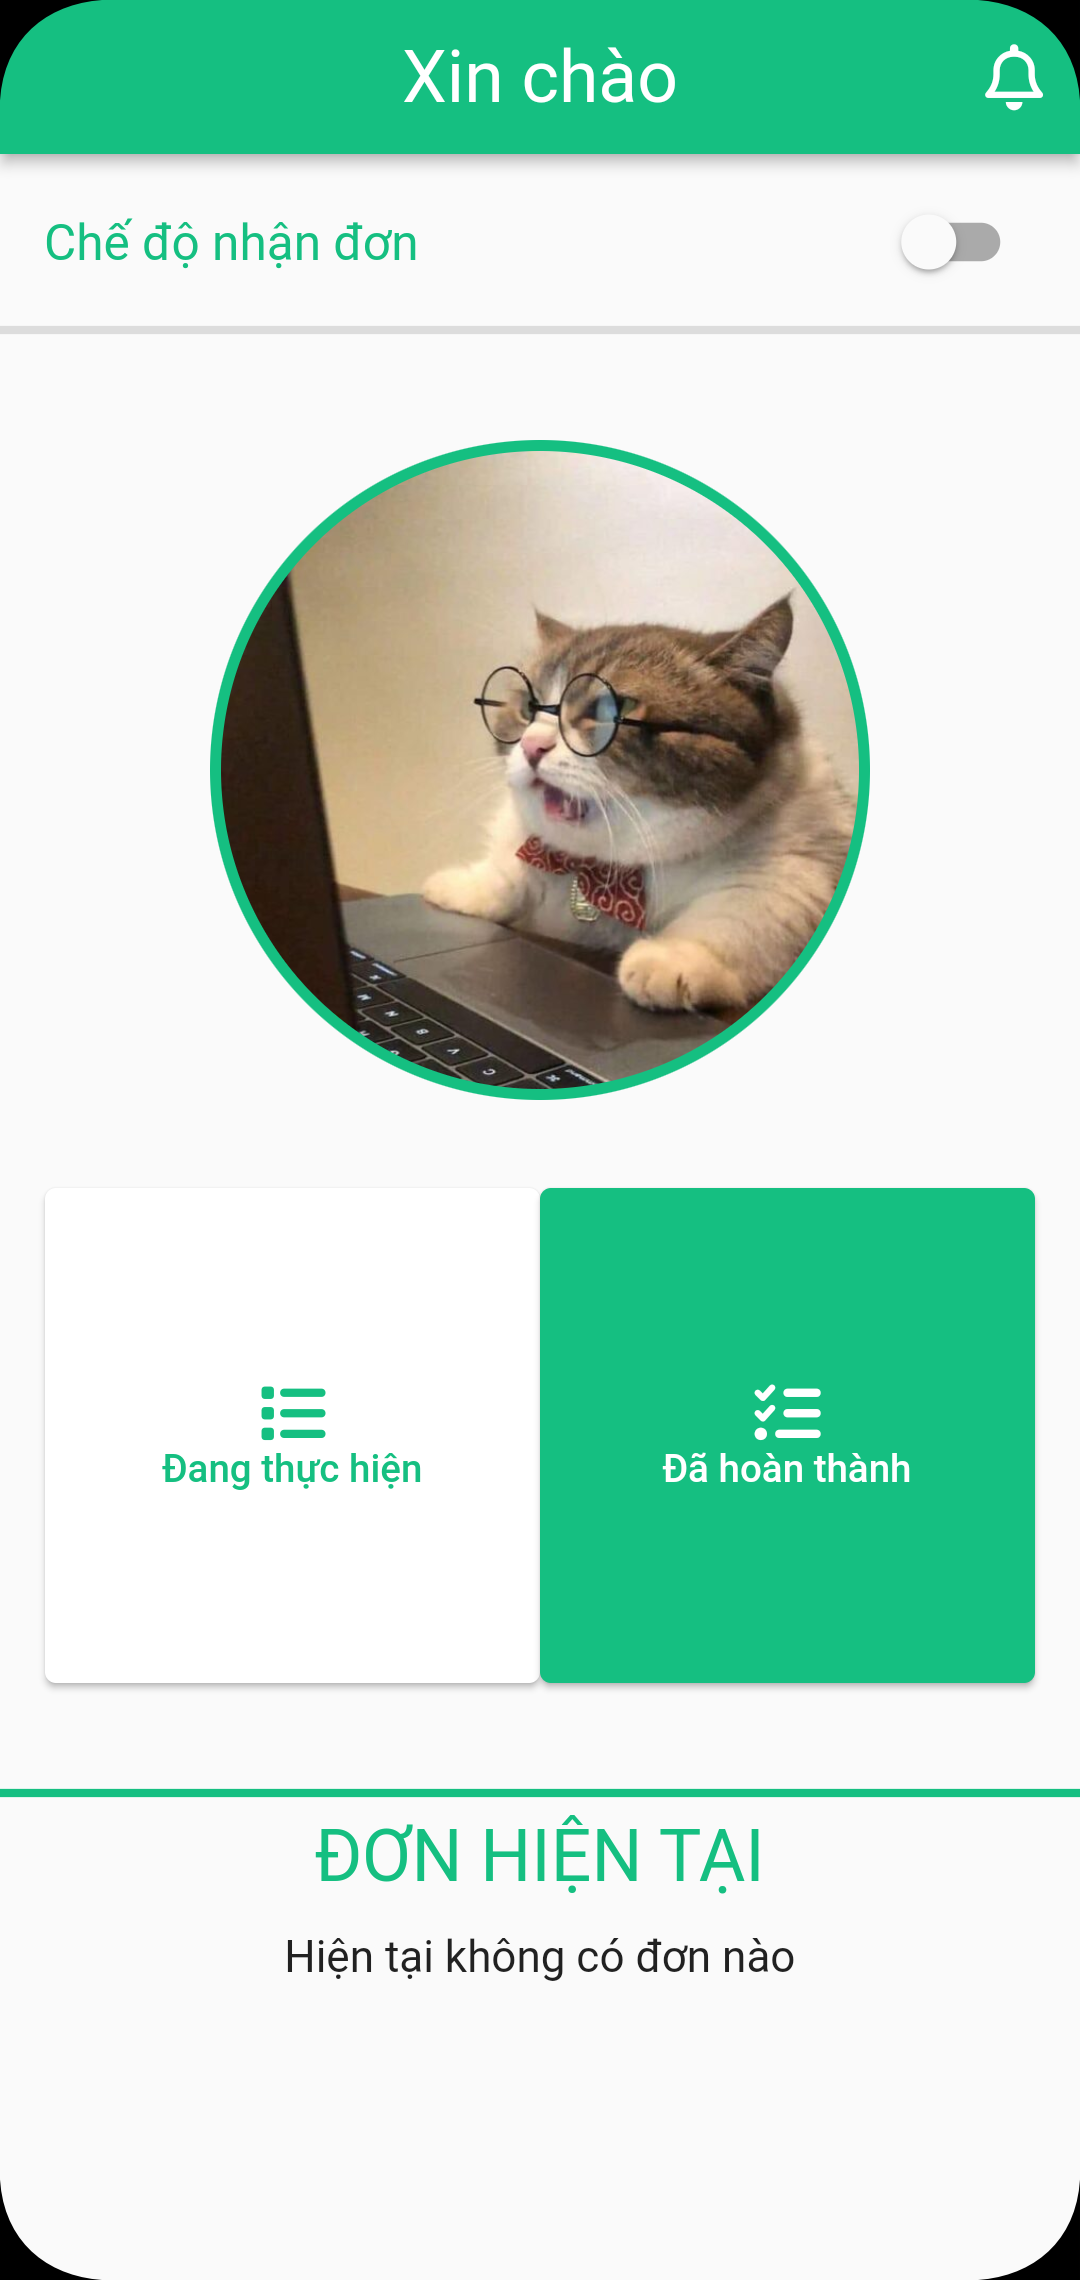 Xin chào
Chế độ nhận đơn
Đang thực hiện
Đã hoàn thành
ĐƠN HIỆN TẠI
Hiện tại không có đơn nào